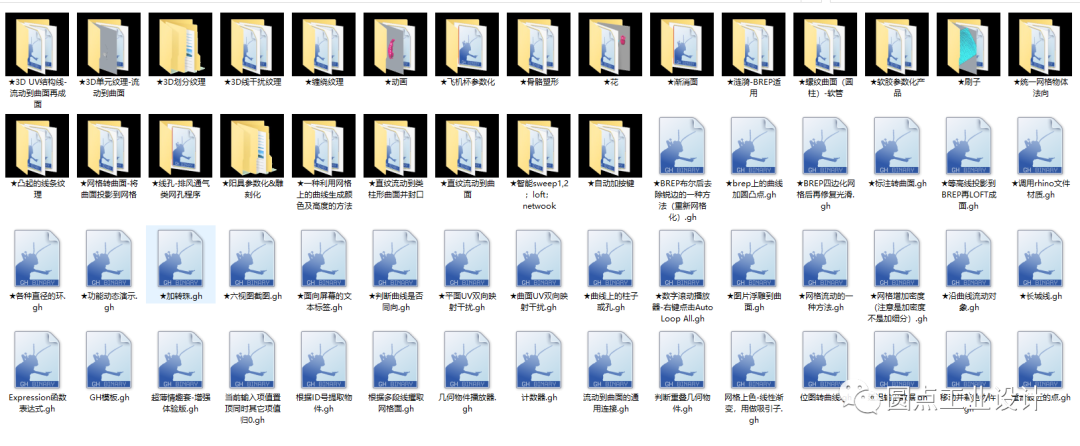 ★3D UV结构线-
流动到曲面再成
面
★3D单元纹理-流
动到曲面
★3D划分纹理
★3D线干扰纹理
★缠绕纹理
★动画
★飞机杯参数化
★骨骼塑形
★花
★渐消面
★涟漪-BREP适
用
★螺纹曲面（圆
柱）-软管
★软胶参数化产
品
★刷子
★统一网格物体
法向
★凸起的线条纹
理
★网格转曲面-将
曲面投影到网格
★线孔-排风通气
类网孔程序
★阳具参数化&雕
刻化
★一种利用网格
上的曲线生成颜
色及高度的方法
★直纹流动到类
柱形曲面并封口
★直纹流动到曲
面
★智能sweep1,2
；loft；
netwook
★自动加按键
★BREP布尔后去
除锐边的一种方
法（重新网格
化）.gh
★brep上的曲线
加圆凸点.gh
★BREP四边化网
格后再修复光滑.
gh
★标注转曲面.gh
★等高线投影到
BREP再LOFT成
面.gh
★调用rhino文件
材质.gh
★各种直径的环.
gh
★功能动态演示.
gh
★加转珠.gh
★六视图截图.gh
★面向屏幕的文
本标签.gh
★判断曲线是否
同向.gh
★平面UV双向映
射干扰.gh
★曲面UV双向映
射干扰.gh
★曲线上的柱子
或孔.gh
★数字滚动播放
器-右键点击Auto
Loop All.gh
★图片浮雕到曲
面.gh
★网格流动的一
种方法.gh
★网格增加密度
（注意是加密度
不是加细分）.gh
★沿曲线流动对
象.gh
★长城线.gh
Expression函数
表达式.gh
GH模板.gh
超薄情趣套-增强
体验版.gh
当前输入项值置
顶同时其它项值
归0.gh
根据ID号提取物
件.gh
根据多段线攫取
网格面.gh
几何物件播放器.
gh
计数器.gh
流动到曲面的通
用连接.gh
判断重叠几何物
件.gh
网格上色-线性渐
变，用做吸引子.
gh
位图转曲线
圆点工业设计